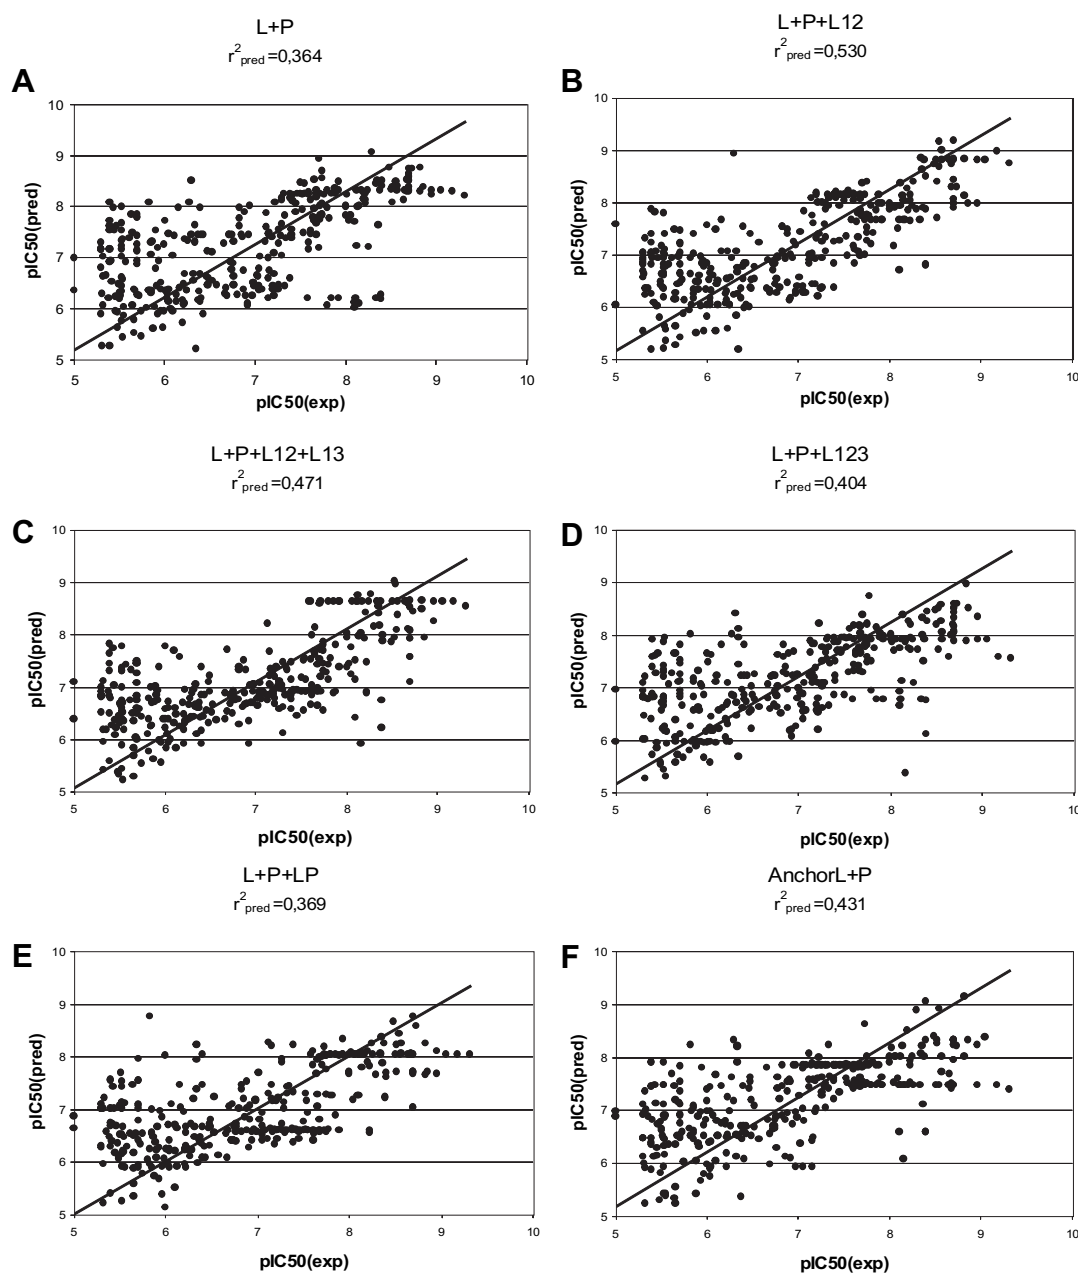 L+P
r²pred =0,364
A
10
9
8
7
6
5
pIC50(pred)
5 6 7 8 9 10
pIC50(exp)
L+P+L12
r²pred =0,530
B
10
9
8
7
6
5
pIC50(pred)
5 6 7 8 9 10
pIC50(exp)
L+P+L12+L13
r²pred =0,471
C
10
9
8
7
6
5
pIC50(pred)
5 6 7 8 9 10
pIC50(exp)
L+P+L123
r²pred =0,404
D
10
9
8
7
6
5
pIC50(pred)
5 6 7 8 9 10
pIC50(exp)
L+P+LP
r²pred =0,369
E
10
9
8
7
6
5
pIC50(pred)
5 6 7 8 9 10
pIC50(exp)
AnchorL+P
r²pred =0,431
F
10
9
8
7
6
5
pIC50(pred)
5 6 7 8 9 10
pIC50(exp)